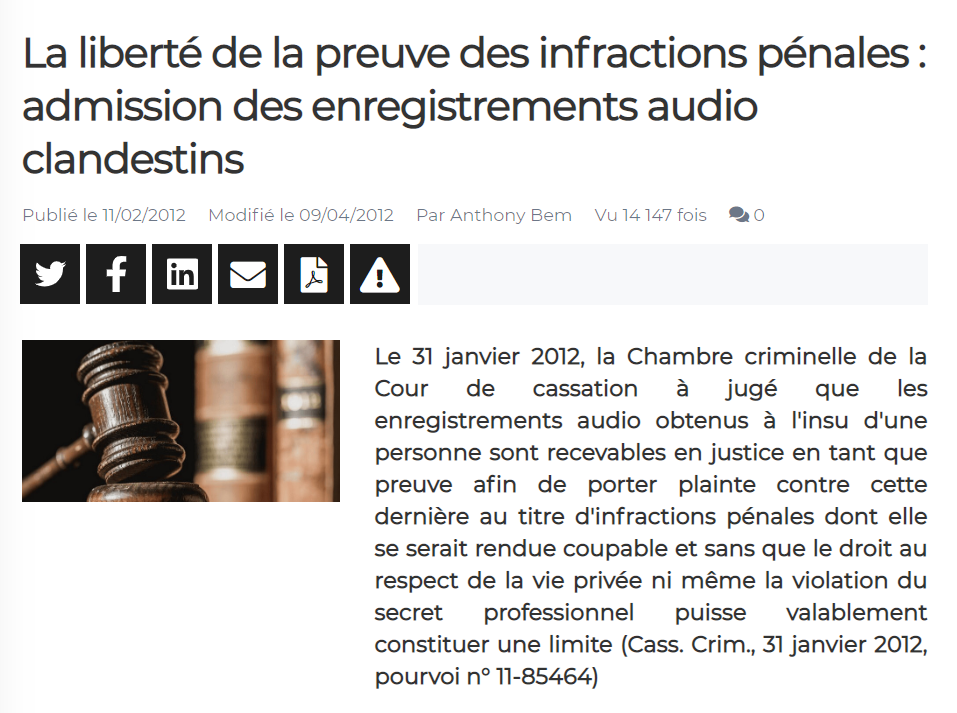 La liberté de la preuve des infractions pénales :
admission des enregistrements audio
clandestins
Publié le 11/02/2012 Modifié le 09/04/2012 Par Anthony Bem Vu 14 147 fois 0
Le 31 janvier 2012, la Chambre criminelle de la
Cour de cassation à jugé que les
enregistrements audio obtenus à l'insu d'une
personne sont recevables en justice en tant que
preuve afin de porter plainte contre cette
dernière au titre d'infractions pénales dont elle
se serait rendue coupable et sans que le droit au
respect de la vie privée ni même la violation du
secret professionnel puisse valablement
constituer une limite (Cass. Crim., 31 janvier 2012,
pourvoi n° 11-85464)